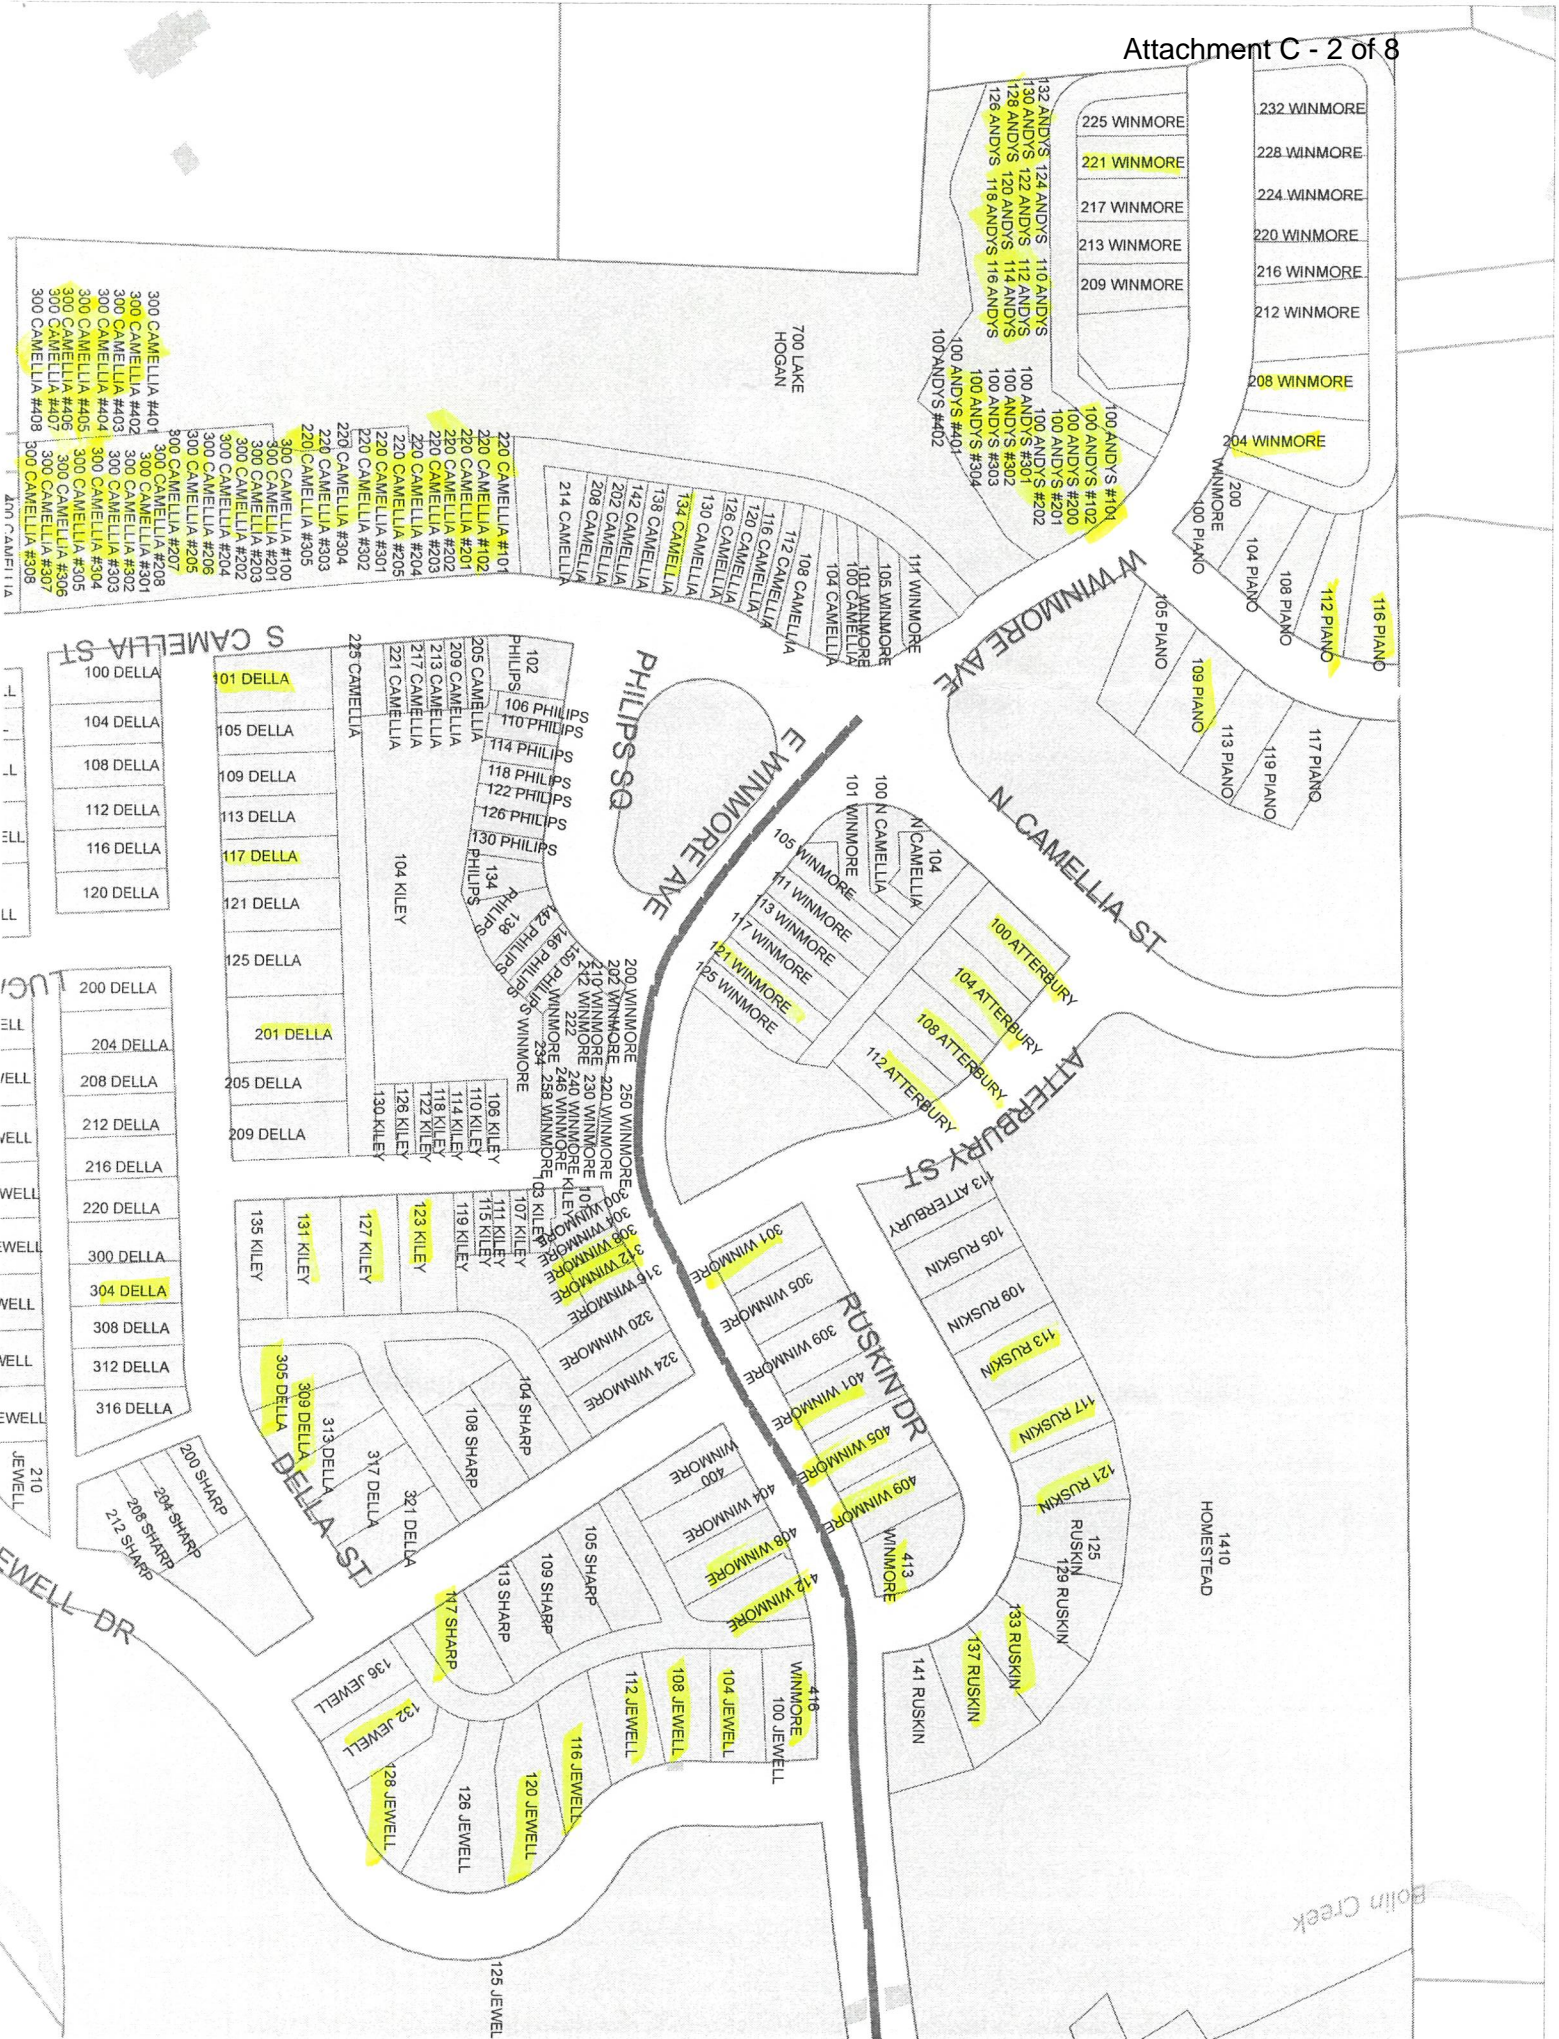 Attachment C - 2 of 8
232 WINMORE
228 WINMORE
224 WINMORE
220 WINMORE
216 WINMORE
212 WINMORE
208 WINMORE
204 WINMORE
200
WINMORE
225 WINMORE
221 WINMORE
217 WINMORE
213 WINMORE
209 WINMORE
132 ANDYS
130 ANDYS
128 ANDYS
126 ANDYS
124 ANDYS
122 ANDYS
120 ANDYS
118 ANDYS
110 ANDYS
112 ANDYS
114 ANDYS
116 ANDYS
100 ANDYS #101
100 ANDYS #102
100 ANDYS #200
100 ANDYS #201
100 ANDYS #202
100 ANDYS #301
100 ANDYS #302
100 ANDYS #303
100 ANDYS #304
100 ANDYS #401
100 ANDYS #402
700 LAKE
HOGAN
100 PIANO
104 PIANO
108 PIANO
112 PIANO
116 PIANO
105 PIANO
109 PIANO
113 PIANO
119 PIANO
117 PIANO
W WINMORE AVE
300 CAMELLIA #401
300 CAMELLIA #402
300 CAMELLIA #403
300 CAMELLIA #404
300 CAMELLIA #405
300 CAMELLIA #406
300 CAMELLIA #407
300 CAMELLIA #408
220 CAMELLIA #101
220 CAMELLIA #102
220 CAMELLIA #201
220 CAMELLIA #202
220 CAMELLIA #203
220 CAMELLIA #204
220 CAMELLIA #205
220 CAMELLIA #301
220 CAMELLIA #302
220 CAMELLIA #304
220 CAMELLIA #303
220 CAMELLIA #305
300 CAMELLIA #100
300 CAMELLIA #201
300 CAMELLIA #203
300 CAMELLIA #202
300 CAMELLIA #204
300 CAMELLIA #206
300 CAMELLIA #205
300 CAMELLIA #207
300 CAMELLIA #208
300 CAMELLIA #301
300 CAMELLIA #302
300 CAMELLIA #303
300 CAMELLIA #304
300 CAMELLIA #305
300 CAMELLIA #306
300 CAMELLIA #307
300 CAMELLIA #308
400 CAMELLIA
214 CAMELLIA
208 CAMELLIA
202 CAMELLIA
142 CAMELLIA
138 CAMELLIA
134 CAMELLIA
130 CAMELLIA
126 CAMELLIA
120 CAMELLIA
116 CAMELLIA
112 CAMELLIA
108 CAMELLIA
104 CAMELLIA
100 CAMELLIA
101 WINMORE
105 WINMORE
111 WINMORE
S CAMELLIA ST
PHILIPS SQ
E WINMORE AVE
N CAMELLIA ST
225 CAMELLIA
221 CAMELLIA
217 CAMELLIA
213 CAMELLIA
209 CAMELLIA
205 CAMELLIA
102
PHILIPS
106 PHILIPS
110 PHILIPS
114 PHILIPS
118 PHILIPS
122 PHILIPS
126 PHILIPS
130 PHILIPS
134
PHILIPS
138
PHILIPS
142 PHILIPS
146 PHILIPS
150 PHILIPS
104 KILEY
100 DELLA
104 DELLA
108 DELLA
112 DELLA
116 DELLA
120 DELLA
101 DELLA
105 DELLA
109 DELLA
113 DELLA
117 DELLA
121 DELLA
125 DELLA
201 DELLA
205 DELLA
209 DELLA
200 DELLA
204 DELLA
208 DELLA
212 DELLA
216 DELLA
220 DELLA
300 DELLA
304 DELLA
308 DELLA
312 DELLA
316 DELLA
101 WINMORE
100 N CAMELLIA
104
N CAMELLIA
105 WINMORE
111 WINMORE
113 WINMORE
117 WINMORE
121 WINMORE
125 WINMORE
100 ATTERBURY
104 ATTERBURY
108 ATTERBURY
112 ATTERBURY
ATTERBURY ST
200 WINMORE
202 WINMORE
210 WINMORE
212 WINMORE
222
WINMORE
234
WINMORE
250 WINMORE
220 WINMORE
230 WINMORE
240 WINMORE
246 WINMORE
258 WINMORE
106 KILEY
110 KILEY
114 KILEY
118 KILEY
122 KILEY
126 KILEY
130 KILEY
101
KILEY
103 KILEY
107 KILEY
111 KILEY
115 KILEY
119 KILEY
123 KILEY
127 KILEY
131 KILEY
135 KILEY
300 WINMORE
304 WINMORE
308 WINMORE
312 WINMORE
316 WINMORE
320 WINMORE
324 WINMORE
301 WINMORE
305 WINMORE
309 WINMORE
401 WINMORE
405 WINMORE
409 WINMORE
413
WINMORE
RUSKIN DR
113 ATTERBURY
105 RUSKIN
109 RUSKIN
113 RUSKIN
117 RUSKIN
121 RUSKIN
125
RUSKIN
129 RUSKIN
133 RUSKIN
137 RUSKIN
141 RUSKIN
1410
HOMESTEAD
305 DELLA
309 DELLA
313 DELLA
317 DELLA
321 DELLA
DELLA ST
104 SHARP
108 SHARP
200 SHARP
204 SHARP
208 SHARP
212 SHARP
105 SHARP
109 SHARP
113 SHARP
117 SHARP
400
WINMORE
404 WINMORE
408 WINMORE
412 WINMORE
416
WINMORE
100 JEWELL
104 JEWELL
108 JEWELL
112 JEWELL
116 JEWELL
120 JEWELL
126 JEWELL
128 JEWELL
132 JEWELL
136 JEWELL
210
JEWELL
EWELL DR
125 JEWEL
Bolin Creek